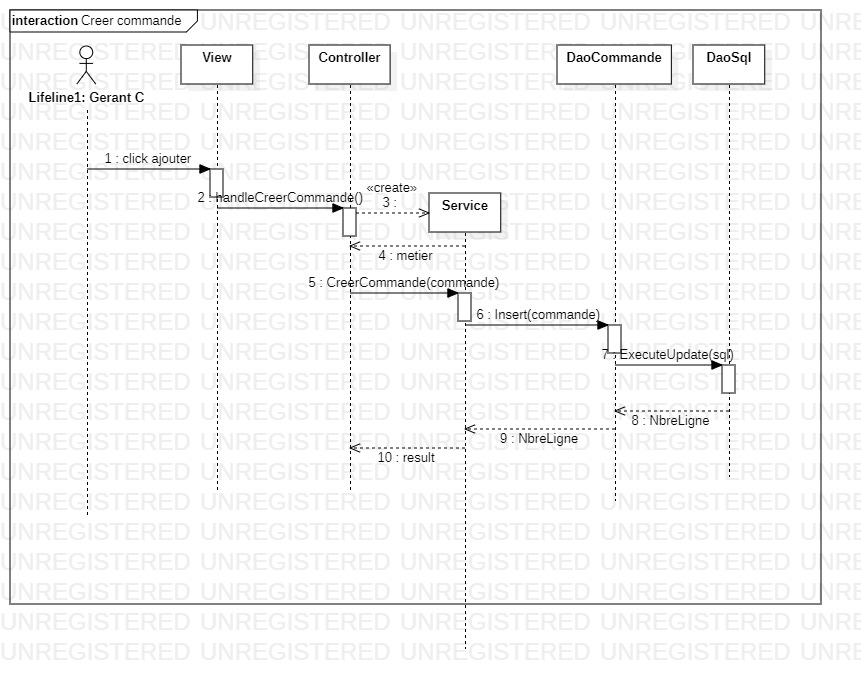 interaction Creer commande
View
Controller
DaoCommande
DaoSql
Lifeline1: Gerant C
1 : click ajouter
«create»
2 : handleCreerCommande()
3 :
Service
4 : metier
5 : CreerCommande(commande)
6 : Insert(commande)
7 : ExecuteUpdate(sql)
8 : NbreLigne
9 : NbreLigne
10 : result
UNREGISTERED UNREGISTERED UNREGISTERED UNREGISTERED